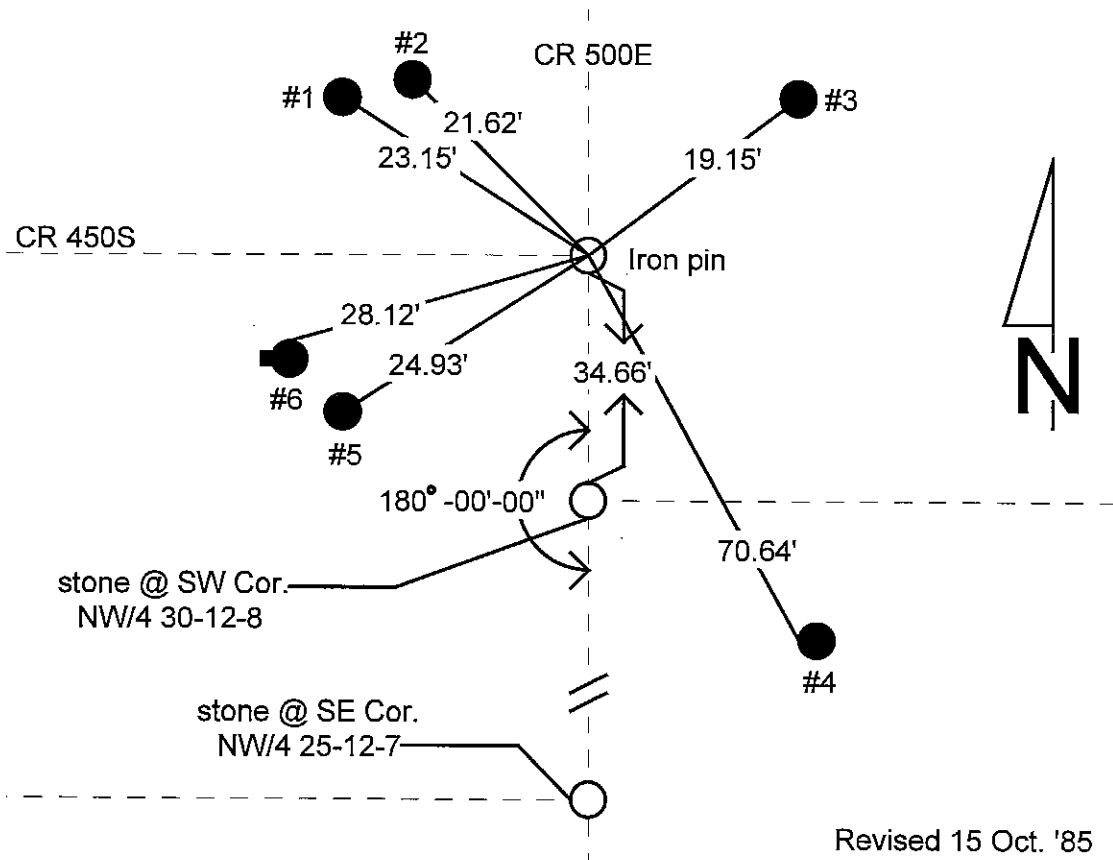 #2
CR 500E
#1
#3
21.62'
23.15'
19.15'
CR 450S
Iron pin
28.12'
34.66'
24.93'
#6
N
#5
180° -00'-00"
70.64'
stone @ SW Cor.
NW/4 30-12-8
#4
stone @ SE Cor.
NW/4 25-12-7
Revised 15 Oct. '85